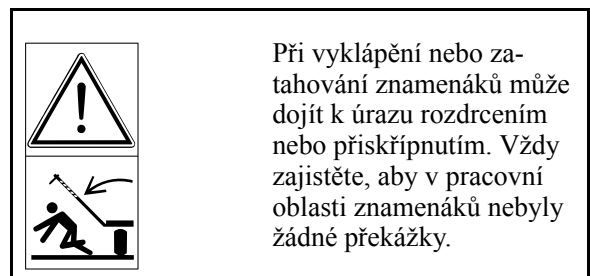 Při vyklápění nebo za-
tahování znamenáků může
dojít k úrazu rozdrcením
nebo přiskřípnutím. Vždy
zajistěte, aby v pracovní
oblasti znamenáků nebyly
žádné překážky.